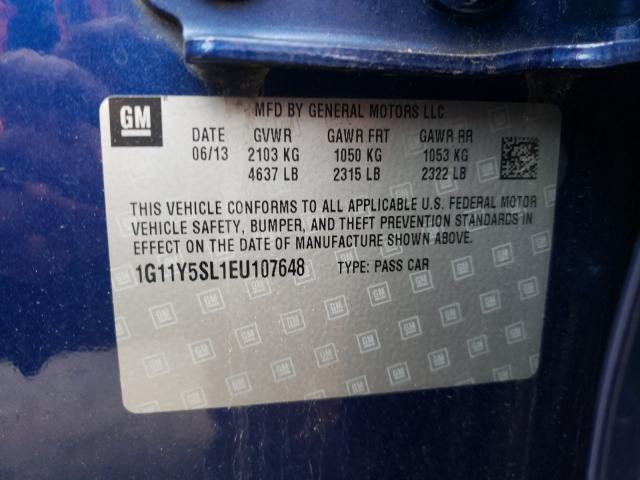 GM MFD BY GENERAL MOTORS LLC
DATE GVWR GAWR FRT GAWR RR
06/13 2103 KG 1050 KG 1053 KG
4637 LB 2315 LB 2322 LB
THIS VEHICLE CONFORMS TO ALL APPLICABLE U.S. FEDERAL MOTOR
VEHICLE SAFETY, BUMPER, AND THEFT PREVENTION STANDARDS IN
EFFECT ON THE DATE OF MANUFACTURE SHOWN ABOVE.
1G11Y5SL1EU107648 TYPE: PASS CAR